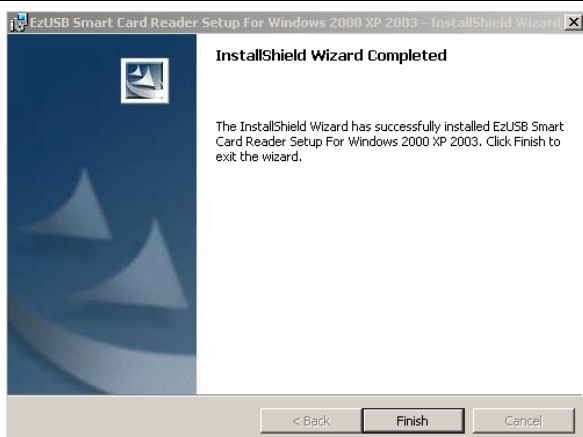 EzUSB Smart Card Reader Setup For Windows 2000 XP 2003 - InstallShield Wizard
InstallShield Wizard Completed
The InstallShield Wizard has successfully installed EzUSB Smart
Card Reader Setup For Windows 2000 XP 2003. Click Finish to
exit the wizard.
< Back Finish Cancel